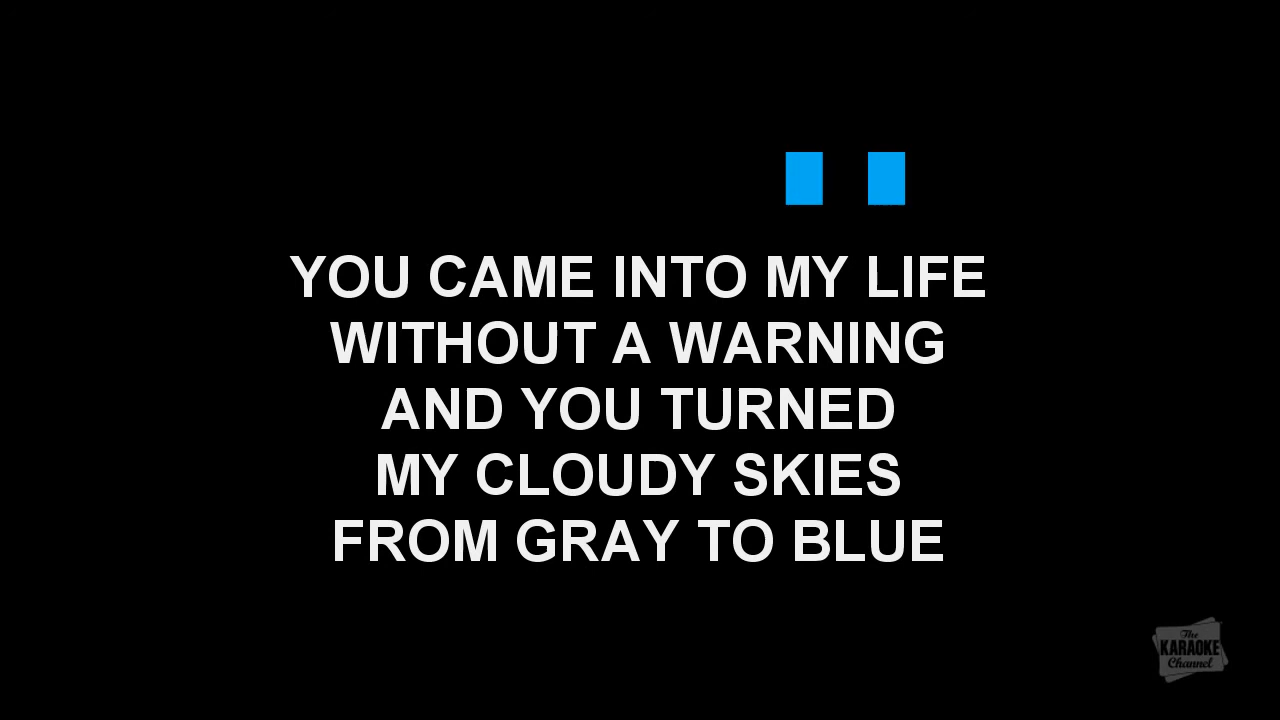 YOU CAME INTO MY LIFE
WITHOUT A WARNING
AND YOU TURNED
MY CLOUDY SKIES
FROM GRAY TO BLUE
The
KARAOKE
Channel